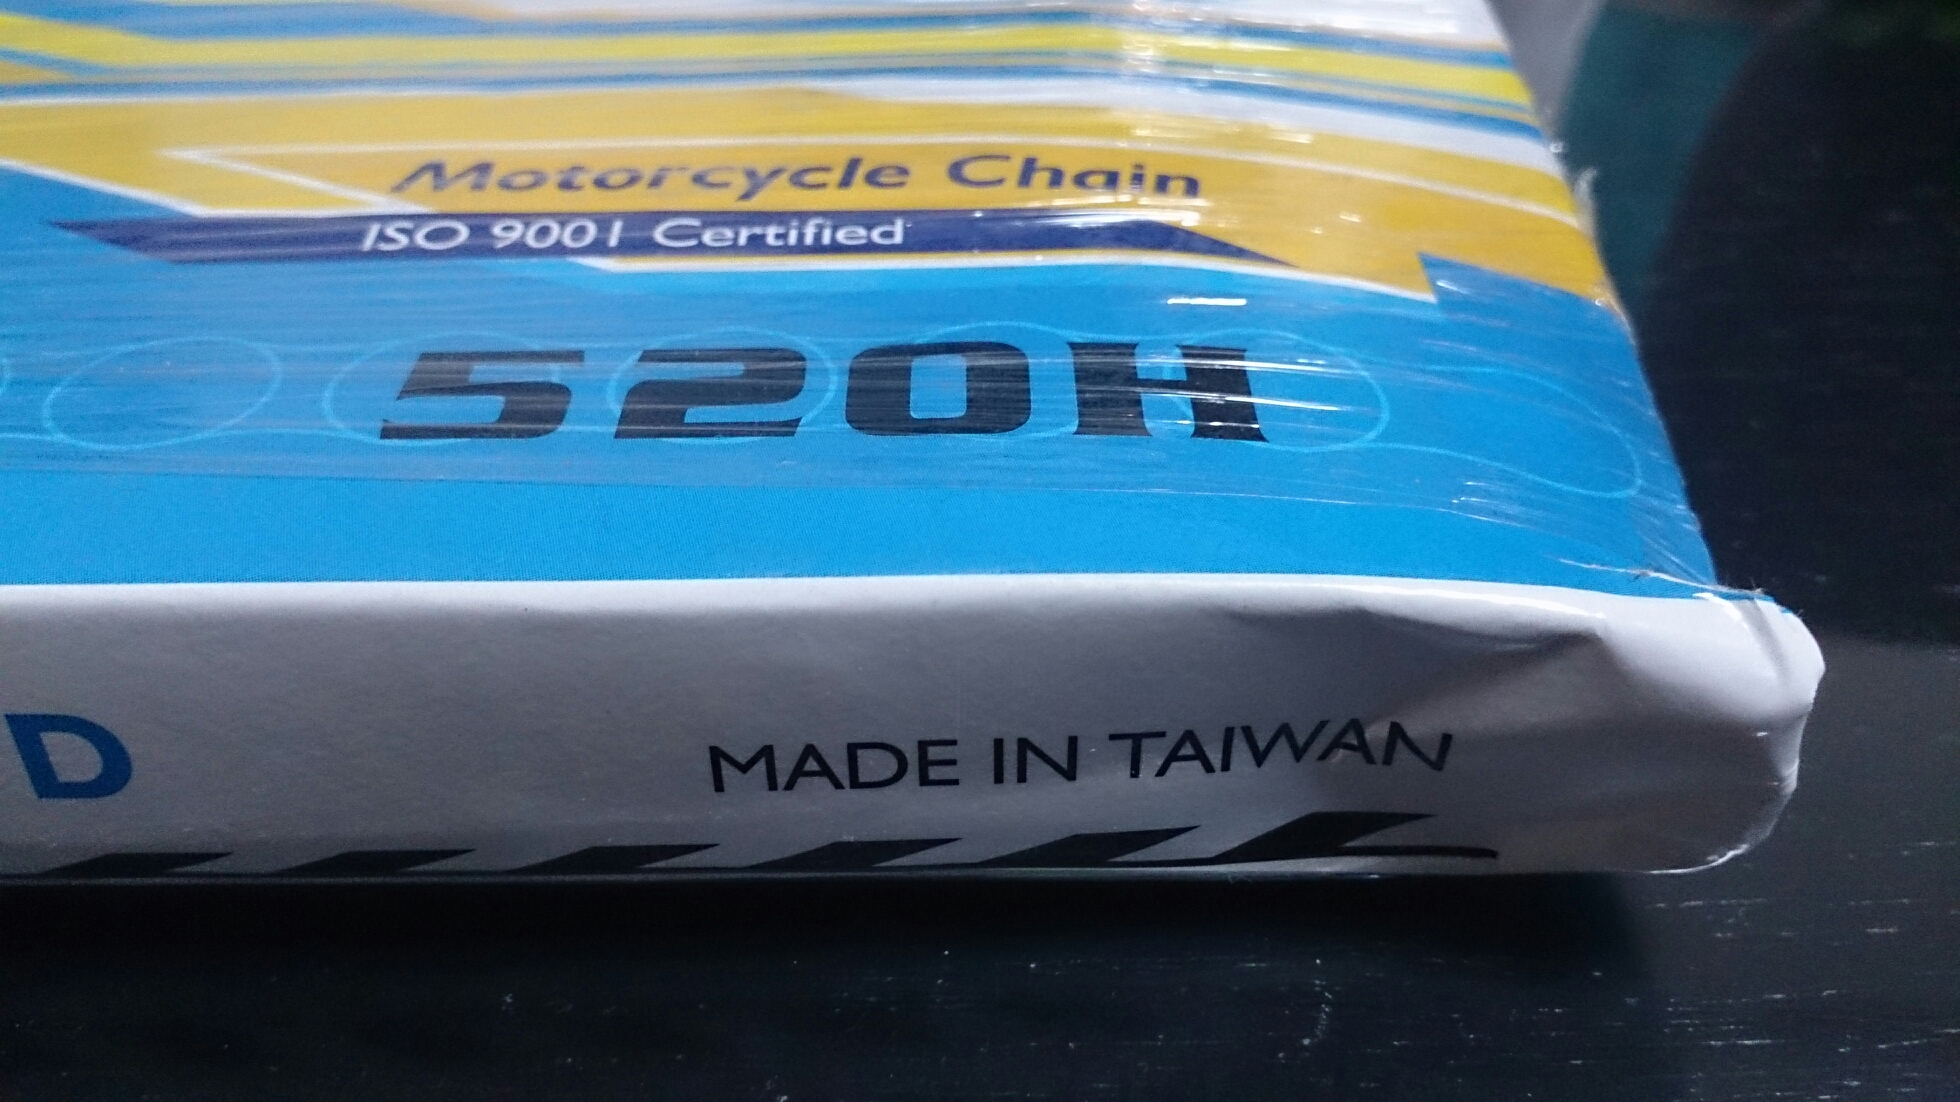 Motorcycle Chain
ISO 9001 Certified
520H
D
MADE IN TAIWAN